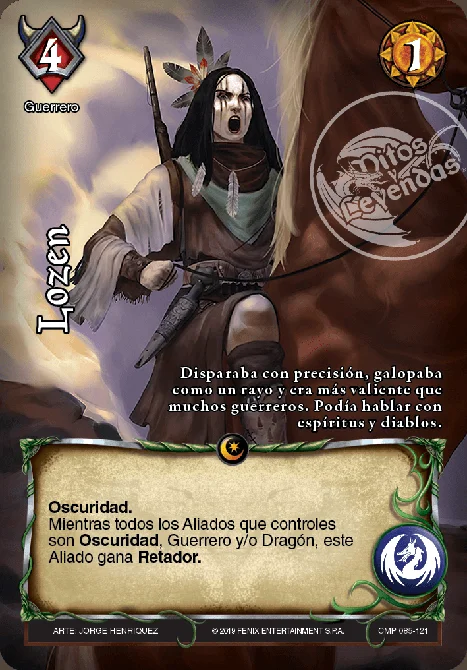 4
1
Guerrero
Mitos
y
Leyendas
Lozen
Disparaba con precisión, galopaba
como un rayo y era más valiente que
muchos guerreros. Podía hablar con
espíritus y diablos.
Oscuridad.
Mientras todos los Aliados que controles
son Oscuridad, Guerrero y/o Dragón, este
Aliado gana Retador.
ARTE: JORGE HENRIQUEZ
©2019 FENIX ENTERTAINMENT S.P.A.
CMP 083-121